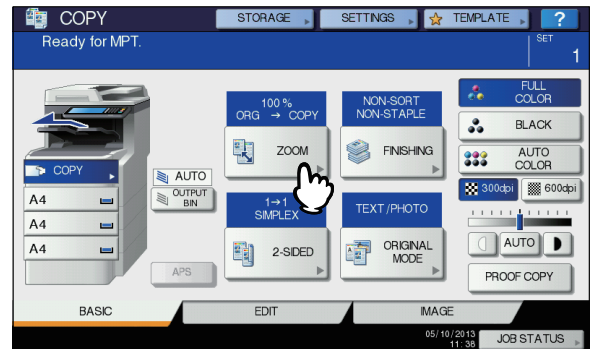 COPY
STORAGE
SETTINGS
TEMPLATE
?
Ready for MPT.
SET
1
100 %
ORG → COPY
ZOOM
NON-SORT
NON-STAPLE
FINISHING
FULL
COLOR
BLACK
AUTO
COLOR
300dpi
600dpi
COPY
A4
A4
A4
AUTO
OUTPUT
BIN
APS
1→1
SIMPLEX
2-SIDED
TEXT/PHOTO
ORIGINAL
MODE
AUTO
PROOF COPY
BASIC
EDIT
IMAGE
05/10/2013
11:38
JOB STATUS